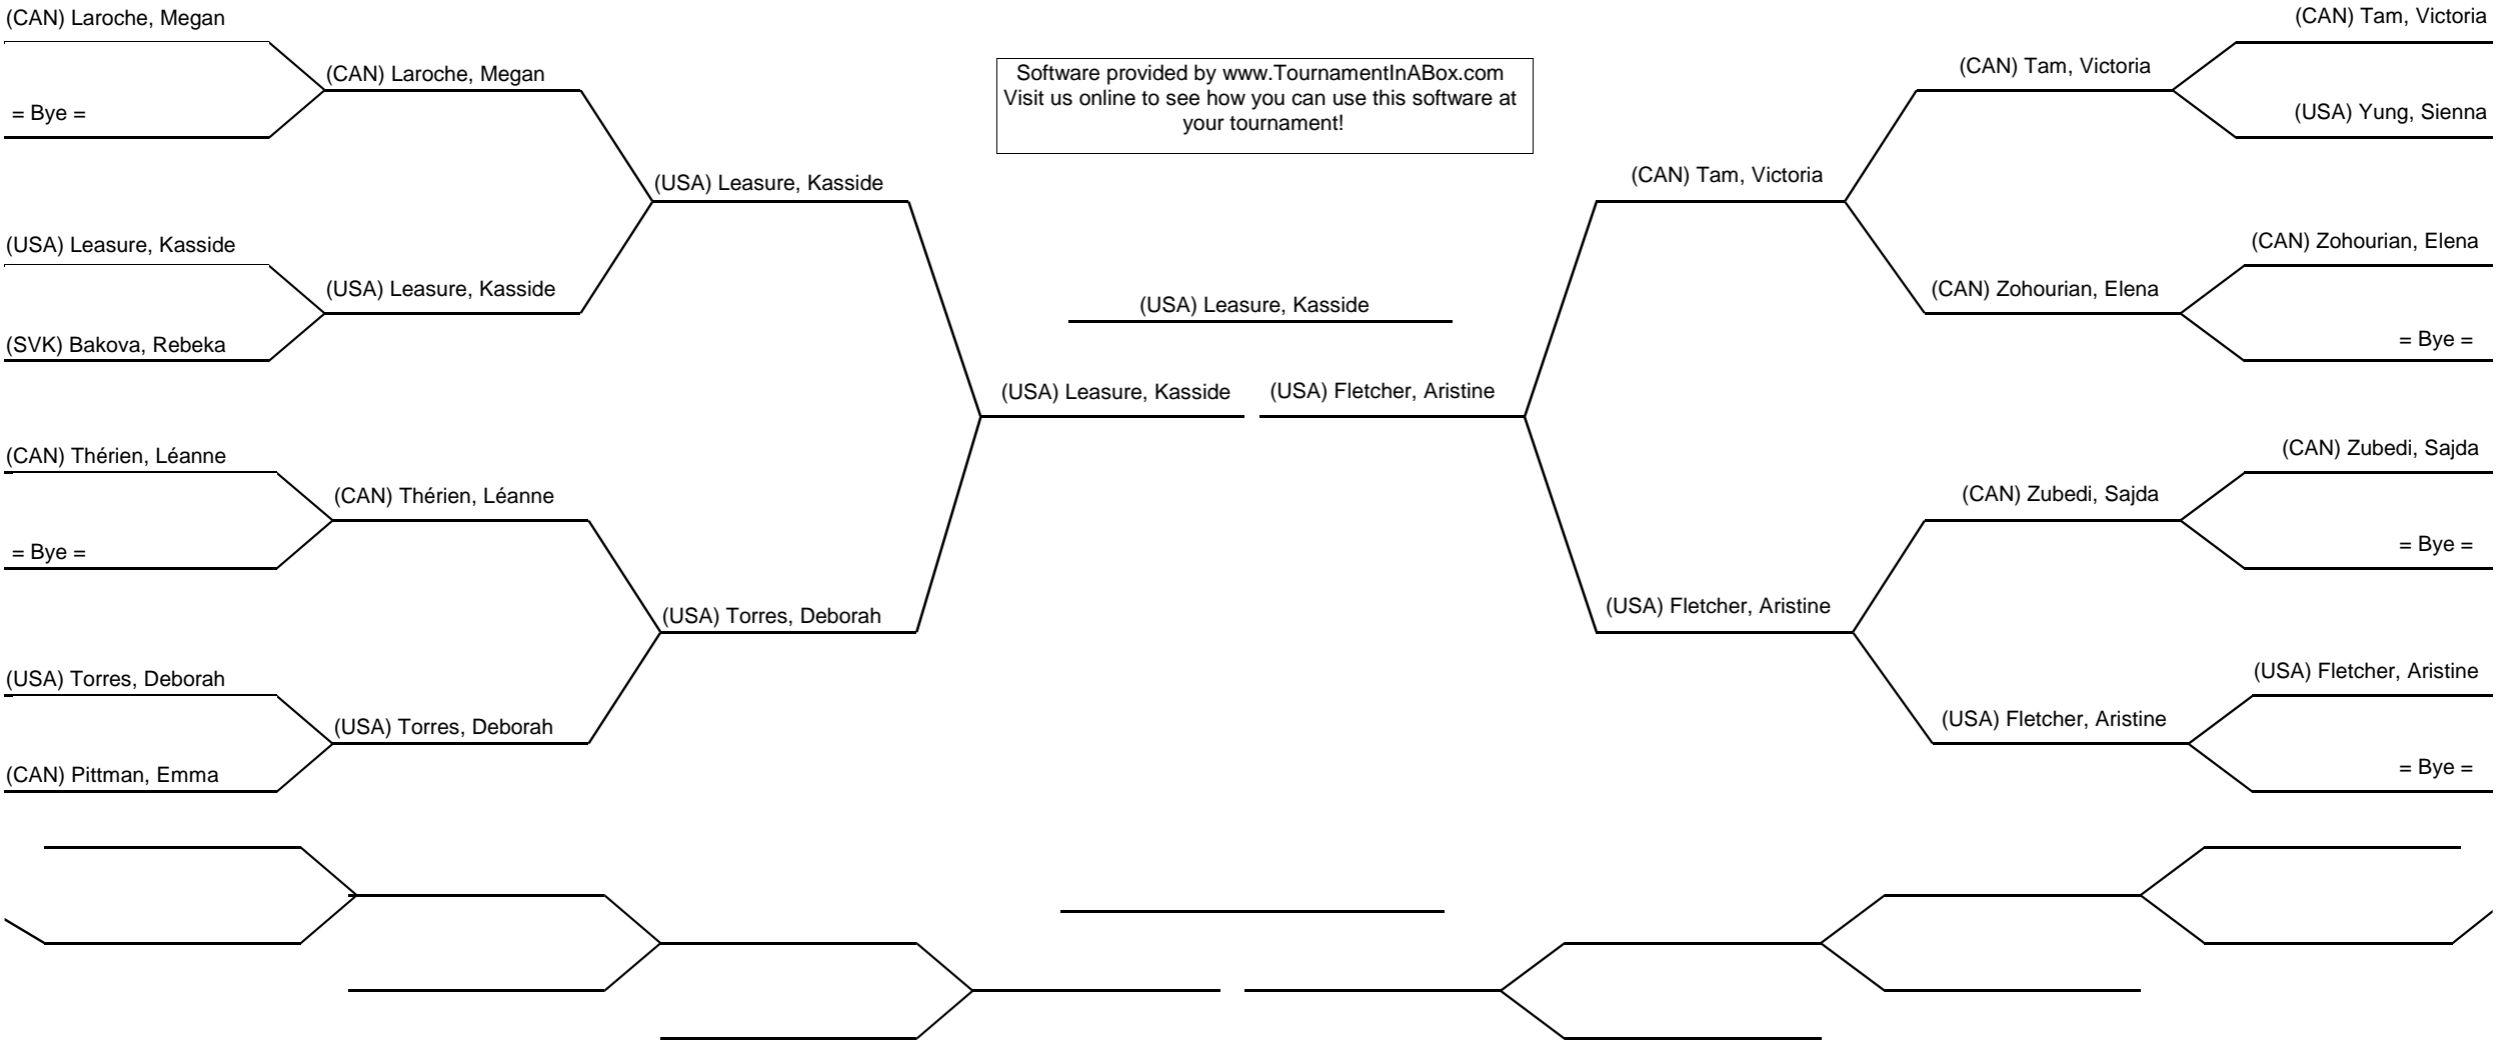 (CAN) Laroche, Megan
(CAN) Tam, Victoria
(CAN) Laroche, Megan
Software provided by www.TournamentInABox.com
Visit us online to see how you can use this software at
your tournament!
(CAN) Tam, Victoria
= Bye =
(USA) Yung, Sienna
(USA) Leasure, Kasside
(CAN) Tam, Victoria
(USA) Leasure, Kasside
(CAN) Zohourian, Elena
(USA) Leasure, Kasside
(USA) Leasure, Kasside
(CAN) Zohourian, Elena
(SVK) Bakova, Rebeka
= Bye =
(USA) Leasure, Kasside
(USA) Fletcher, Aristine
(CAN) Thérien, Léanne
(CAN) Zubedi, Sajda
(CAN) Thérien, Léanne
(CAN) Zubedi, Sajda
= Bye =
= Bye =
(USA) Torres, Deborah
(USA) Fletcher, Aristine
(USA) Torres, Deborah
(USA) Fletcher, Aristine
(USA) Torres, Deborah
(USA) Fletcher, Aristine
(CAN) Pittman, Emma
= Bye =